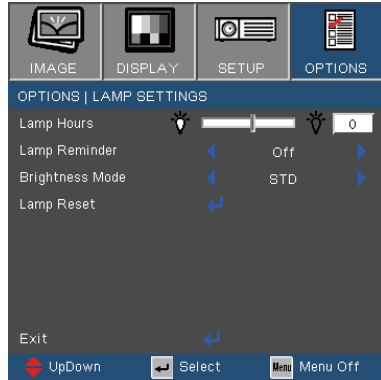 IMAGE DISPLAY SETUP OPTIONS
OPTIONS | LAMP SETTINGS
Lamp Hours 0
Lamp Reminder Off
Brightness Mode STD
Lamp Reset
Exit
UpDown Select Menu Menu Off